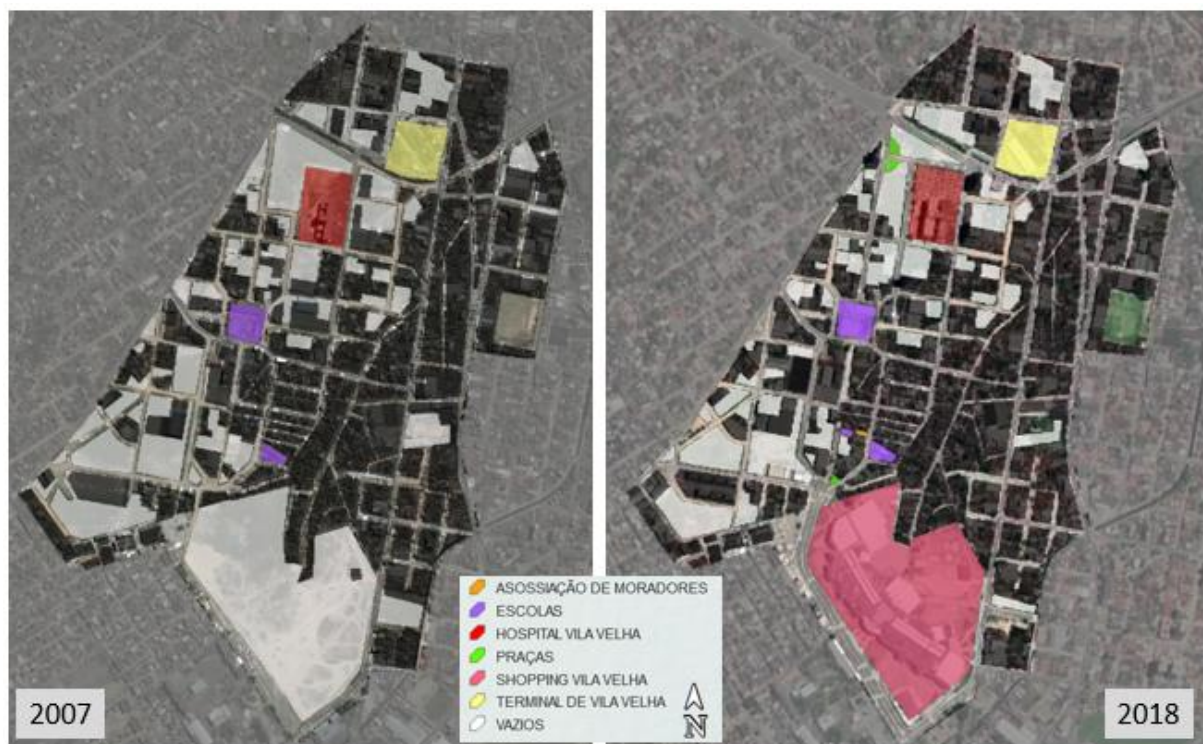 ASOSSIAÇÃO DE MORADORES
ESCOLAS
HOSPITAL VILA VELHA
PRAÇAS
SHOPPING VILA VELHA
TERMINAL DE VILA VELHA
VAZIOS
N
2007
2018